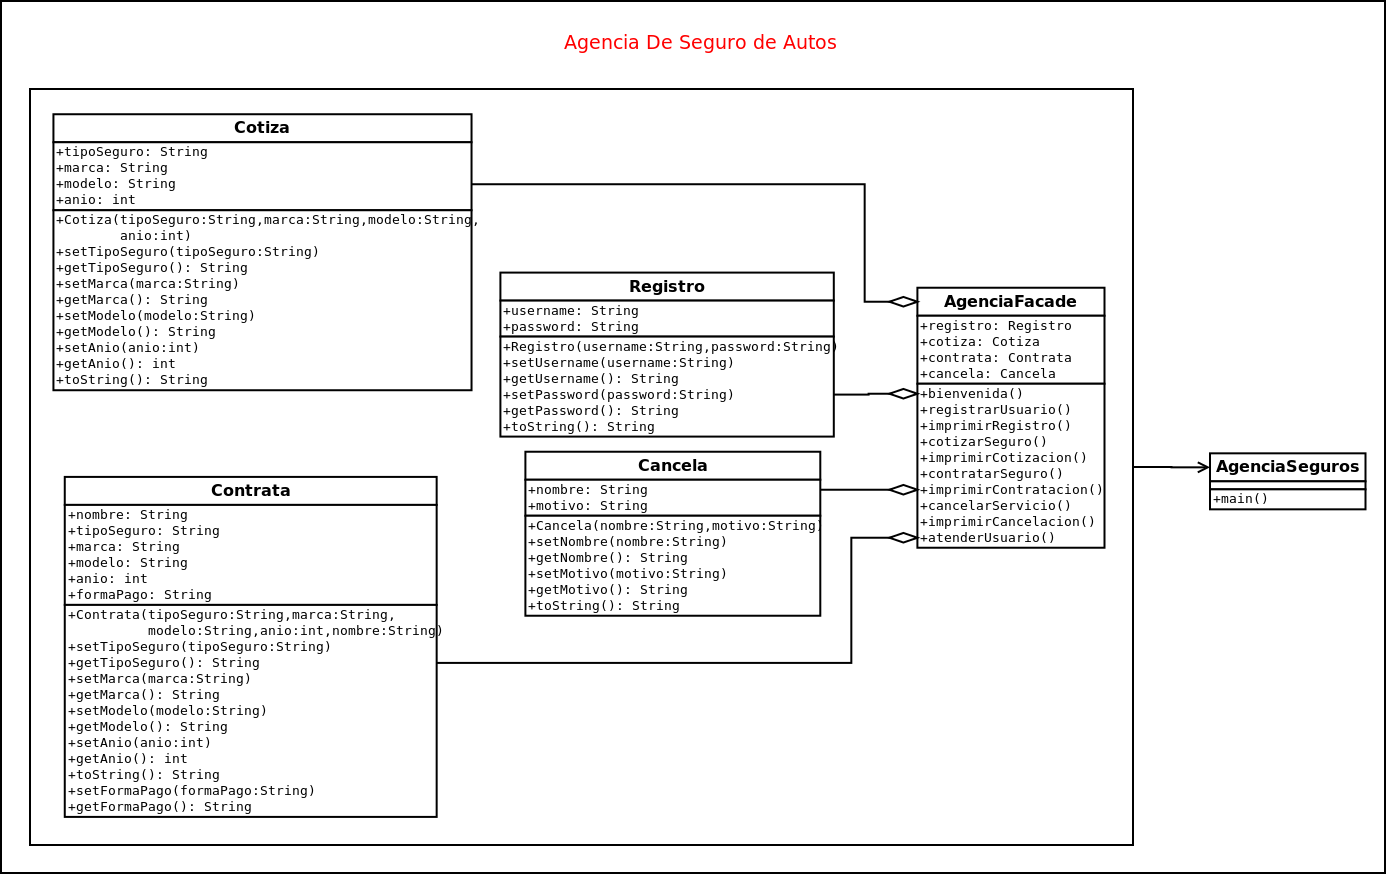 Agencia De Seguro de Autos
Cotiza
+tipoSeguro: String
+marca: String
+modelo: String
+anio: int
+Cotiza(tipoSeguro:String,marca:String,modelo:String,
anio:int)
+setTipoSeguro(tipoSeguro:String)
+getTipoSeguro(): String
+setMarca(marca:String)
+getMarca(): String
+setModelo(modelo:String)
+getModelo(): String
+setAnio(anio:int)
+getAnio(): int
+toString(): String
Registro
+username: String
+password: String
+Registro(username:String,password:String)
+setUsername(username:String)
+getUsername(): String
+setPassword(password:String)
+getPassword(): String
+toString(): String
AgenciaFacade
+registro: Registro
+cotiza: Cotiza
+contrata: Contrata
+cancela: Cancela
+bienvenida()
+registrarUsuario()
+imprimirRegistro()
+cotizarSeguro()
+imprimirCotizacion()
+contratarSeguro()
+imprimirContratacion()
+cancelarServicio()
+imprimirCancelacion()
+atenderUsuario()
AgenciaSeguros
+main()
Cancela
+nombre: String
+motivo: String
+Cancela(nombre:String,motivo:String)
+setNombre(nombre:String)
+getNombre(): String
+setMotivo(motivo:String)
+getMotivo(): String
+toString(): String
Contrata
+nombre: String
+tipoSeguro: String
+marca: String
+modelo: String
+anio: int
+formaPago: String
+Contrata(tipoSeguro:String,marca:String,
modelo:String,anio:int,nombre:String)
+setTipoSeguro(tipoSeguro:String)
+getTipoSeguro(): String
+setMarca(marca:String)
+getMarca(): String
+setModelo(modelo:String)
+getModelo(): String
+setAnio(anio:int)
+getAnio(): int
+toString(): String
+setFormaPago(formaPago:String)
+getFormaPago(): String